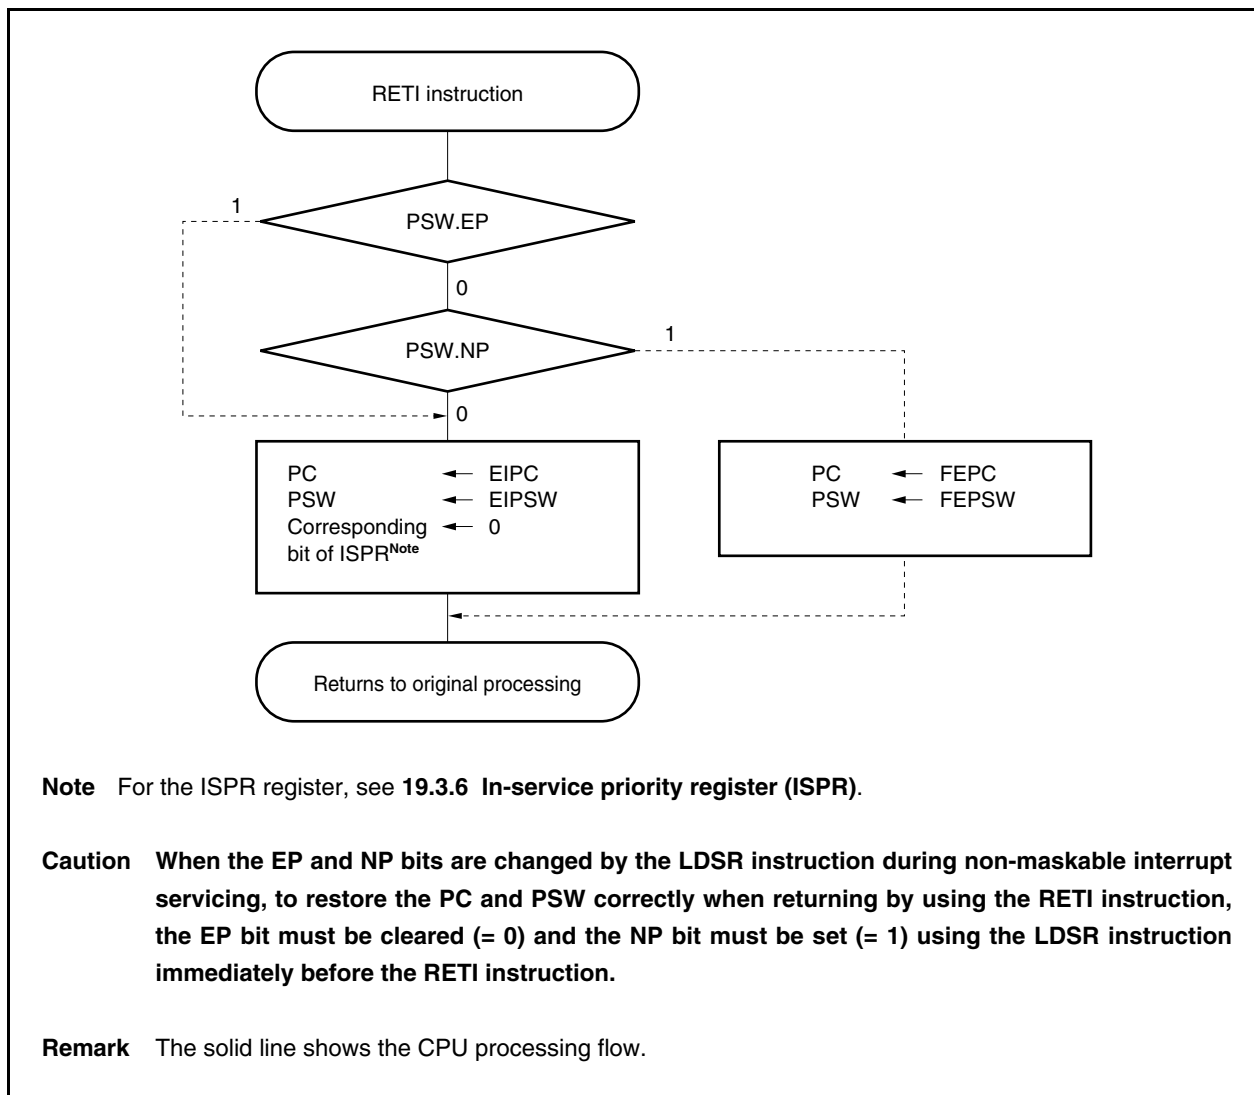 RETI instruction
1
PSW.EP
0
1
PSW.NP
0
PC ← EIPC
PSW ← EIPSW
Corresponding ← 0
bit of ISPRNote
PC ← FEPC
PSW ← FEPSW
Returns to original processing
Note For the ISPR register, see 19.3.6 In-service priority register (ISPR).
Caution When the EP and NP bits are changed by the LDSR instruction during non-maskable interrupt
servicing, to restore the PC and PSW correctly when returning by using the RETI instruction,
the EP bit must be cleared (= 0) and the NP bit must be set (= 1) using the LDSR instruction
immediately before the RETI instruction.
Remark The solid line shows the CPU processing flow.